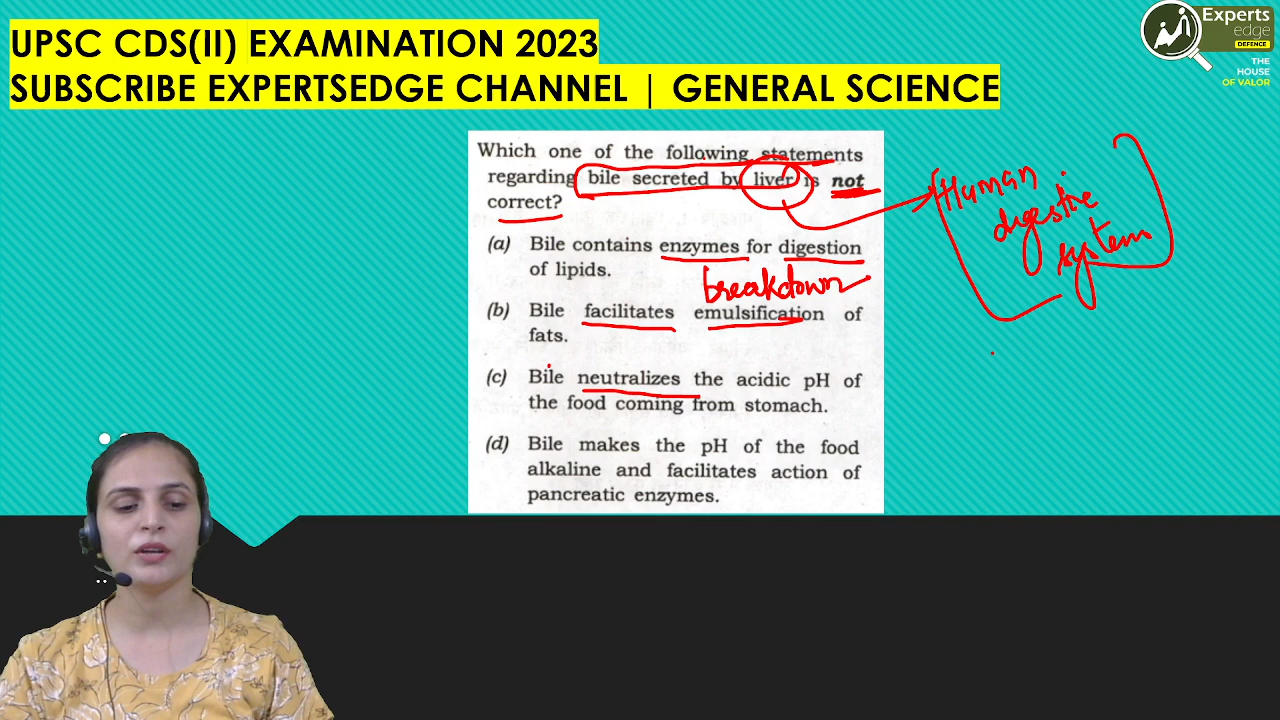 UPSC CDS(II) EXAMINATION 2023
SUBSCRIBE EXPERTSEDGE CHANNEL | GENERAL SCIENCE
Experts
edge
DEFENCE
THE
HOUSE
OF VALOR
Which one of the following statements
regarding bile secreted by liver is not
correct?
(a) Bile contains enzymes for digestion
of lipids.
breakdown
(b) Bile facilitates emulsification of
fats.
(c) Bile neutralizes the acidic pH of
the food coming from stomach.
(d) Bile makes the pH of the food
alkaline and facilitates action of
pancreatic enzymes.
Human
digestive
system